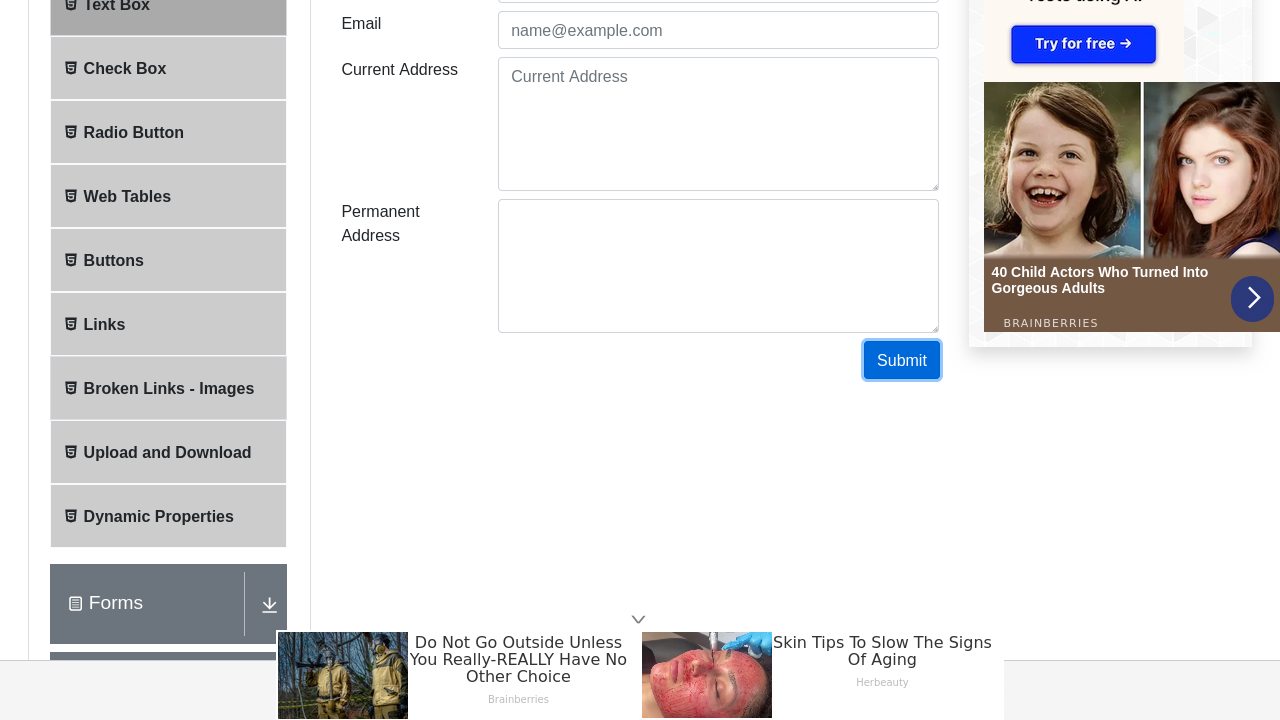 Text Box
Check Box
Radio Button
Web Tables
Buttons
Links
Broken Links - Images
Upload and Download
Dynamic Properties
Forms
Email
name@example.com
Current Address
Current Address
Permanent
Address
Submit
Try for free →
40 Child Actors Who Turned Into
Gorgeous Adults
BRAINBERRIES
Do Not Go Outside Unless
You Really-REALLY Have No
Other Choice
Brainberries
Skin Tips To Slow The Signs
Of Aging
Herbeauty